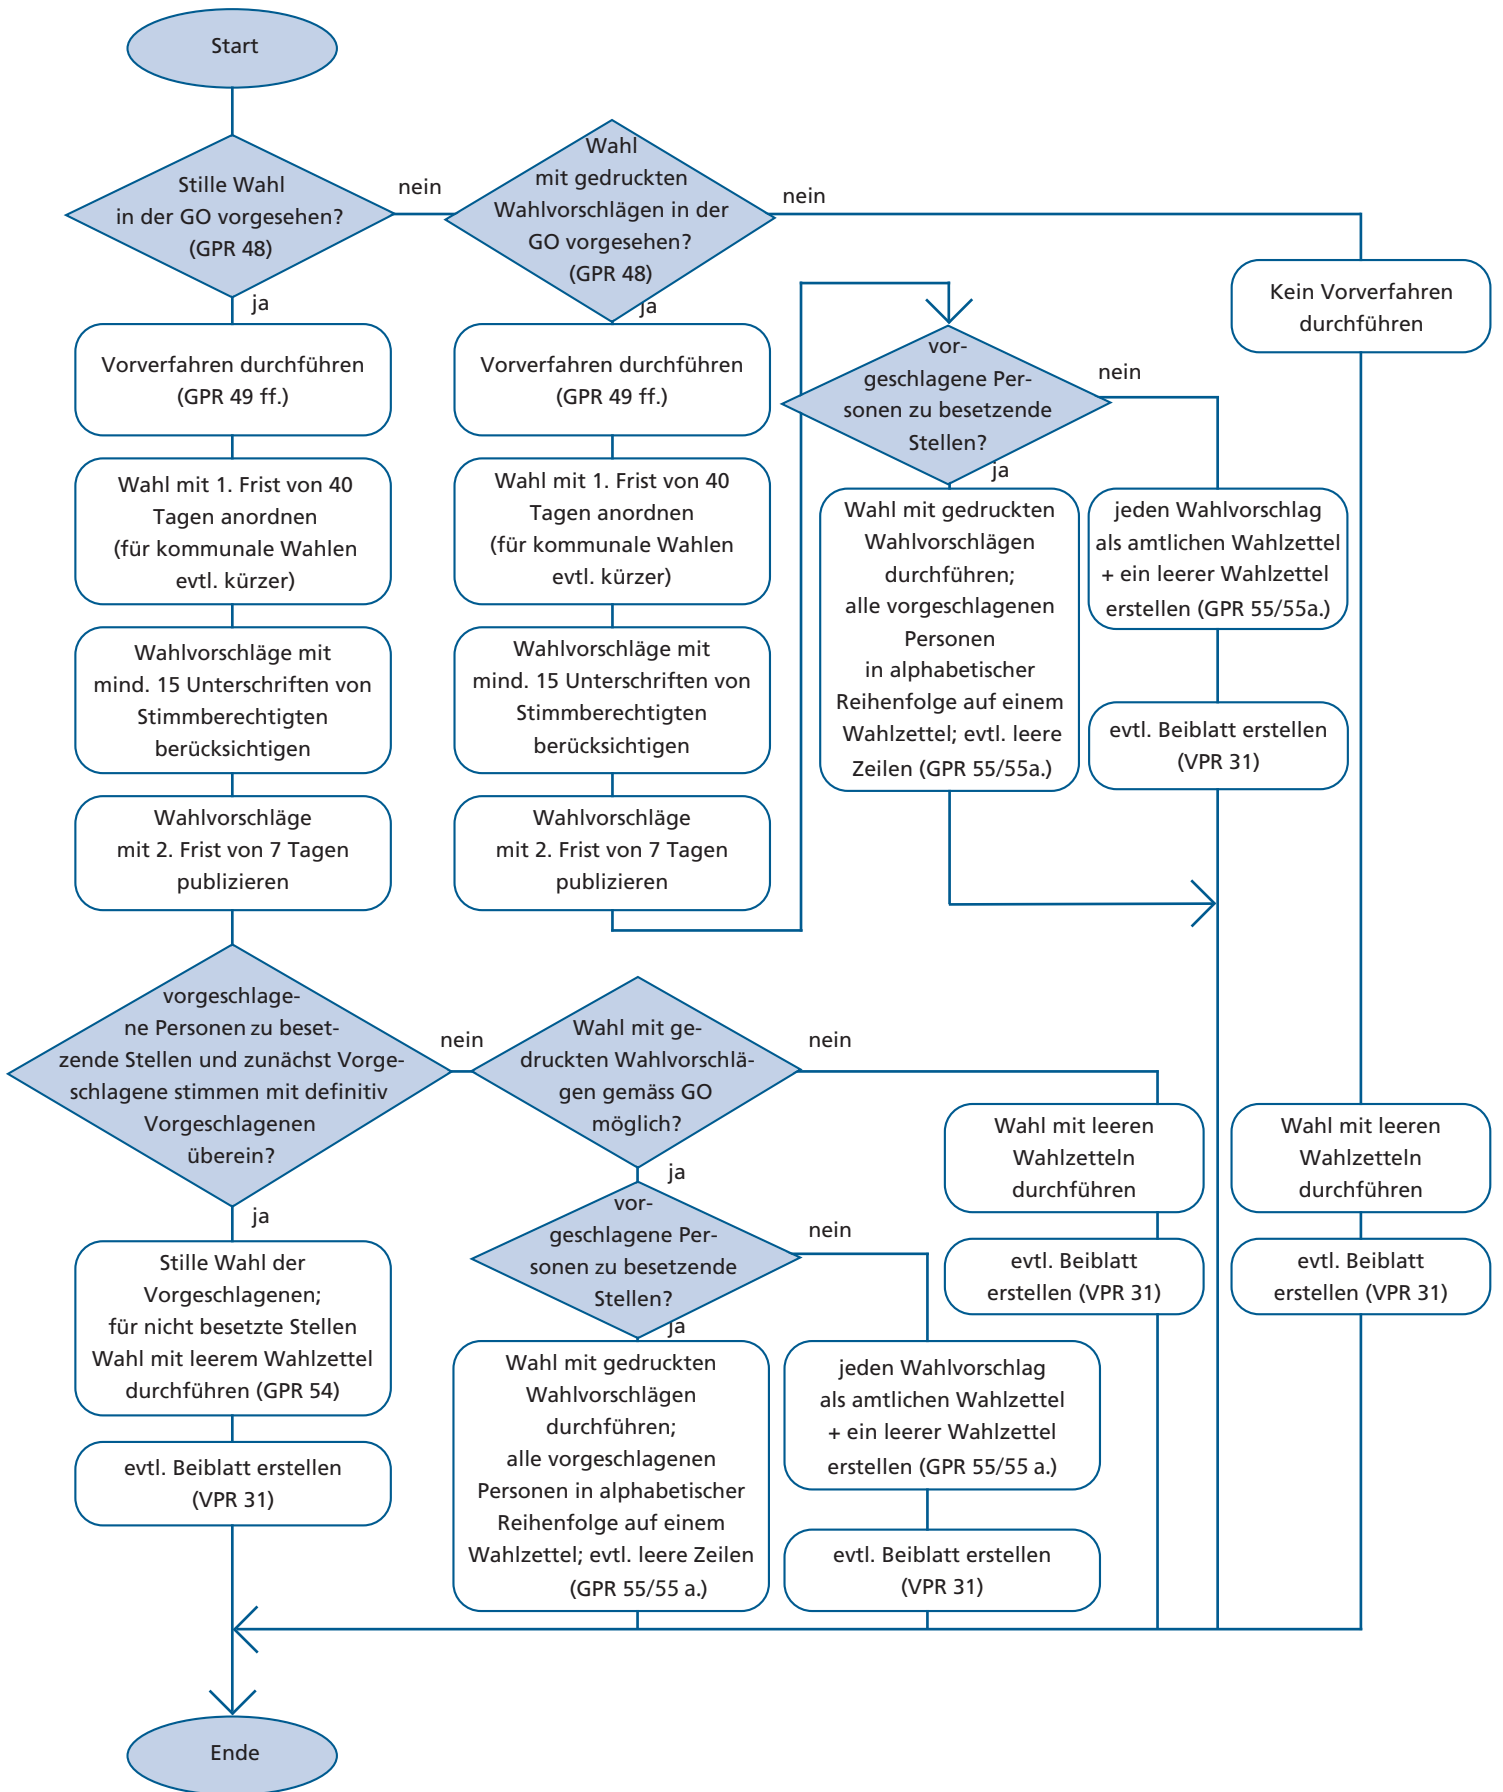 Start
Stille Wahl
in der GO vorgesehen?
(GPR 48)
nein
ja
Wahl
mit gedruckten
Wahlvorschlägen in der
GO vorgesehen?
(GPR 48)
nein
ja
Kein Vorverfahren
durchführen
Vorverfahren durchführen
(GPR 49 ff.)
Wahl mit 1. Frist von 40
Tagen anordnen
(für kommunale Wahlen
evtl. kürzer)
Wahlvorschläge mit
mind. 15 Unterschriften von
Stimmberechtigten
berücksichtigen
Wahlvorschläge
mit 2. Frist von 7 Tagen
publizieren
Vorverfahren durchführen
(GPR 49 ff.)
Wahl mit 1. Frist von 40
Tagen anordnen
(für kommunale Wahlen
evtl. kürzer)
Wahlvorschläge mit
mind. 15 Unterschriften von
Stimmberechtigten
berücksichtigen
Wahlvorschläge
mit 2. Frist von 7 Tagen
publizieren
vor-
geschlagene Per-
sonen zu besetzende
Stellen?
nein
ja
Wahl mit gedruckten
Wahlvorschlägen
durchführen;
alle vorgeschlagenen
Personen
in alphabetischer
Reihenfolge auf einem
Wahlzettel; evtl. leere
Zeilen (GPR 55/55a.)
jeden Wahlvorschlag
als amtlichen Wahlzettel
+ ein leerer Wahlzettel
erstellen (GPR 55/55a.)
evtl. Beiblatt erstellen
(VPR 31)
vorgeschlage-
ne Personen zu beset-
zende Stellen und zunächst Vorge-
schlagene stimmen mit definitiv
Vorgeschlagenen
überein?
nein
ja
Wahl mit ge-
druckten Wahlvorschlä-
gen gemäss GO
möglich?
nein
ja
Wahl mit leeren
Wahlzetteln
durchführen
evtl. Beiblatt
erstellen (VPR 31)
Wahl mit leeren
Wahlzetteln
durchführen
evtl. Beiblatt
erstellen (VPR 31)
Stille Wahl der
Vorgeschlagenen;
für nicht besetzte Stellen
Wahl mit leerem Wahlzettel
durchführen (GPR 54)
evtl. Beiblatt erstellen
(VPR 31)
vor-
geschlagene Per-
sonen zu besetzende
Stellen?
nein
ja
Wahl mit gedruckten
Wahlvorschlägen
durchführen;
alle vorgeschlagenen
Personen in alphabetischer
Reihenfolge auf einem
Wahlzettel; evtl. leere Zeilen
(GPR 55/55 a.)
jeden Wahlvorschlag
als amtlichen Wahlzettel
+ ein leerer Wahlzettel
erstellen (GPR 55/55 a.)
evtl. Beiblatt erstellen
(VPR 31)
Ende